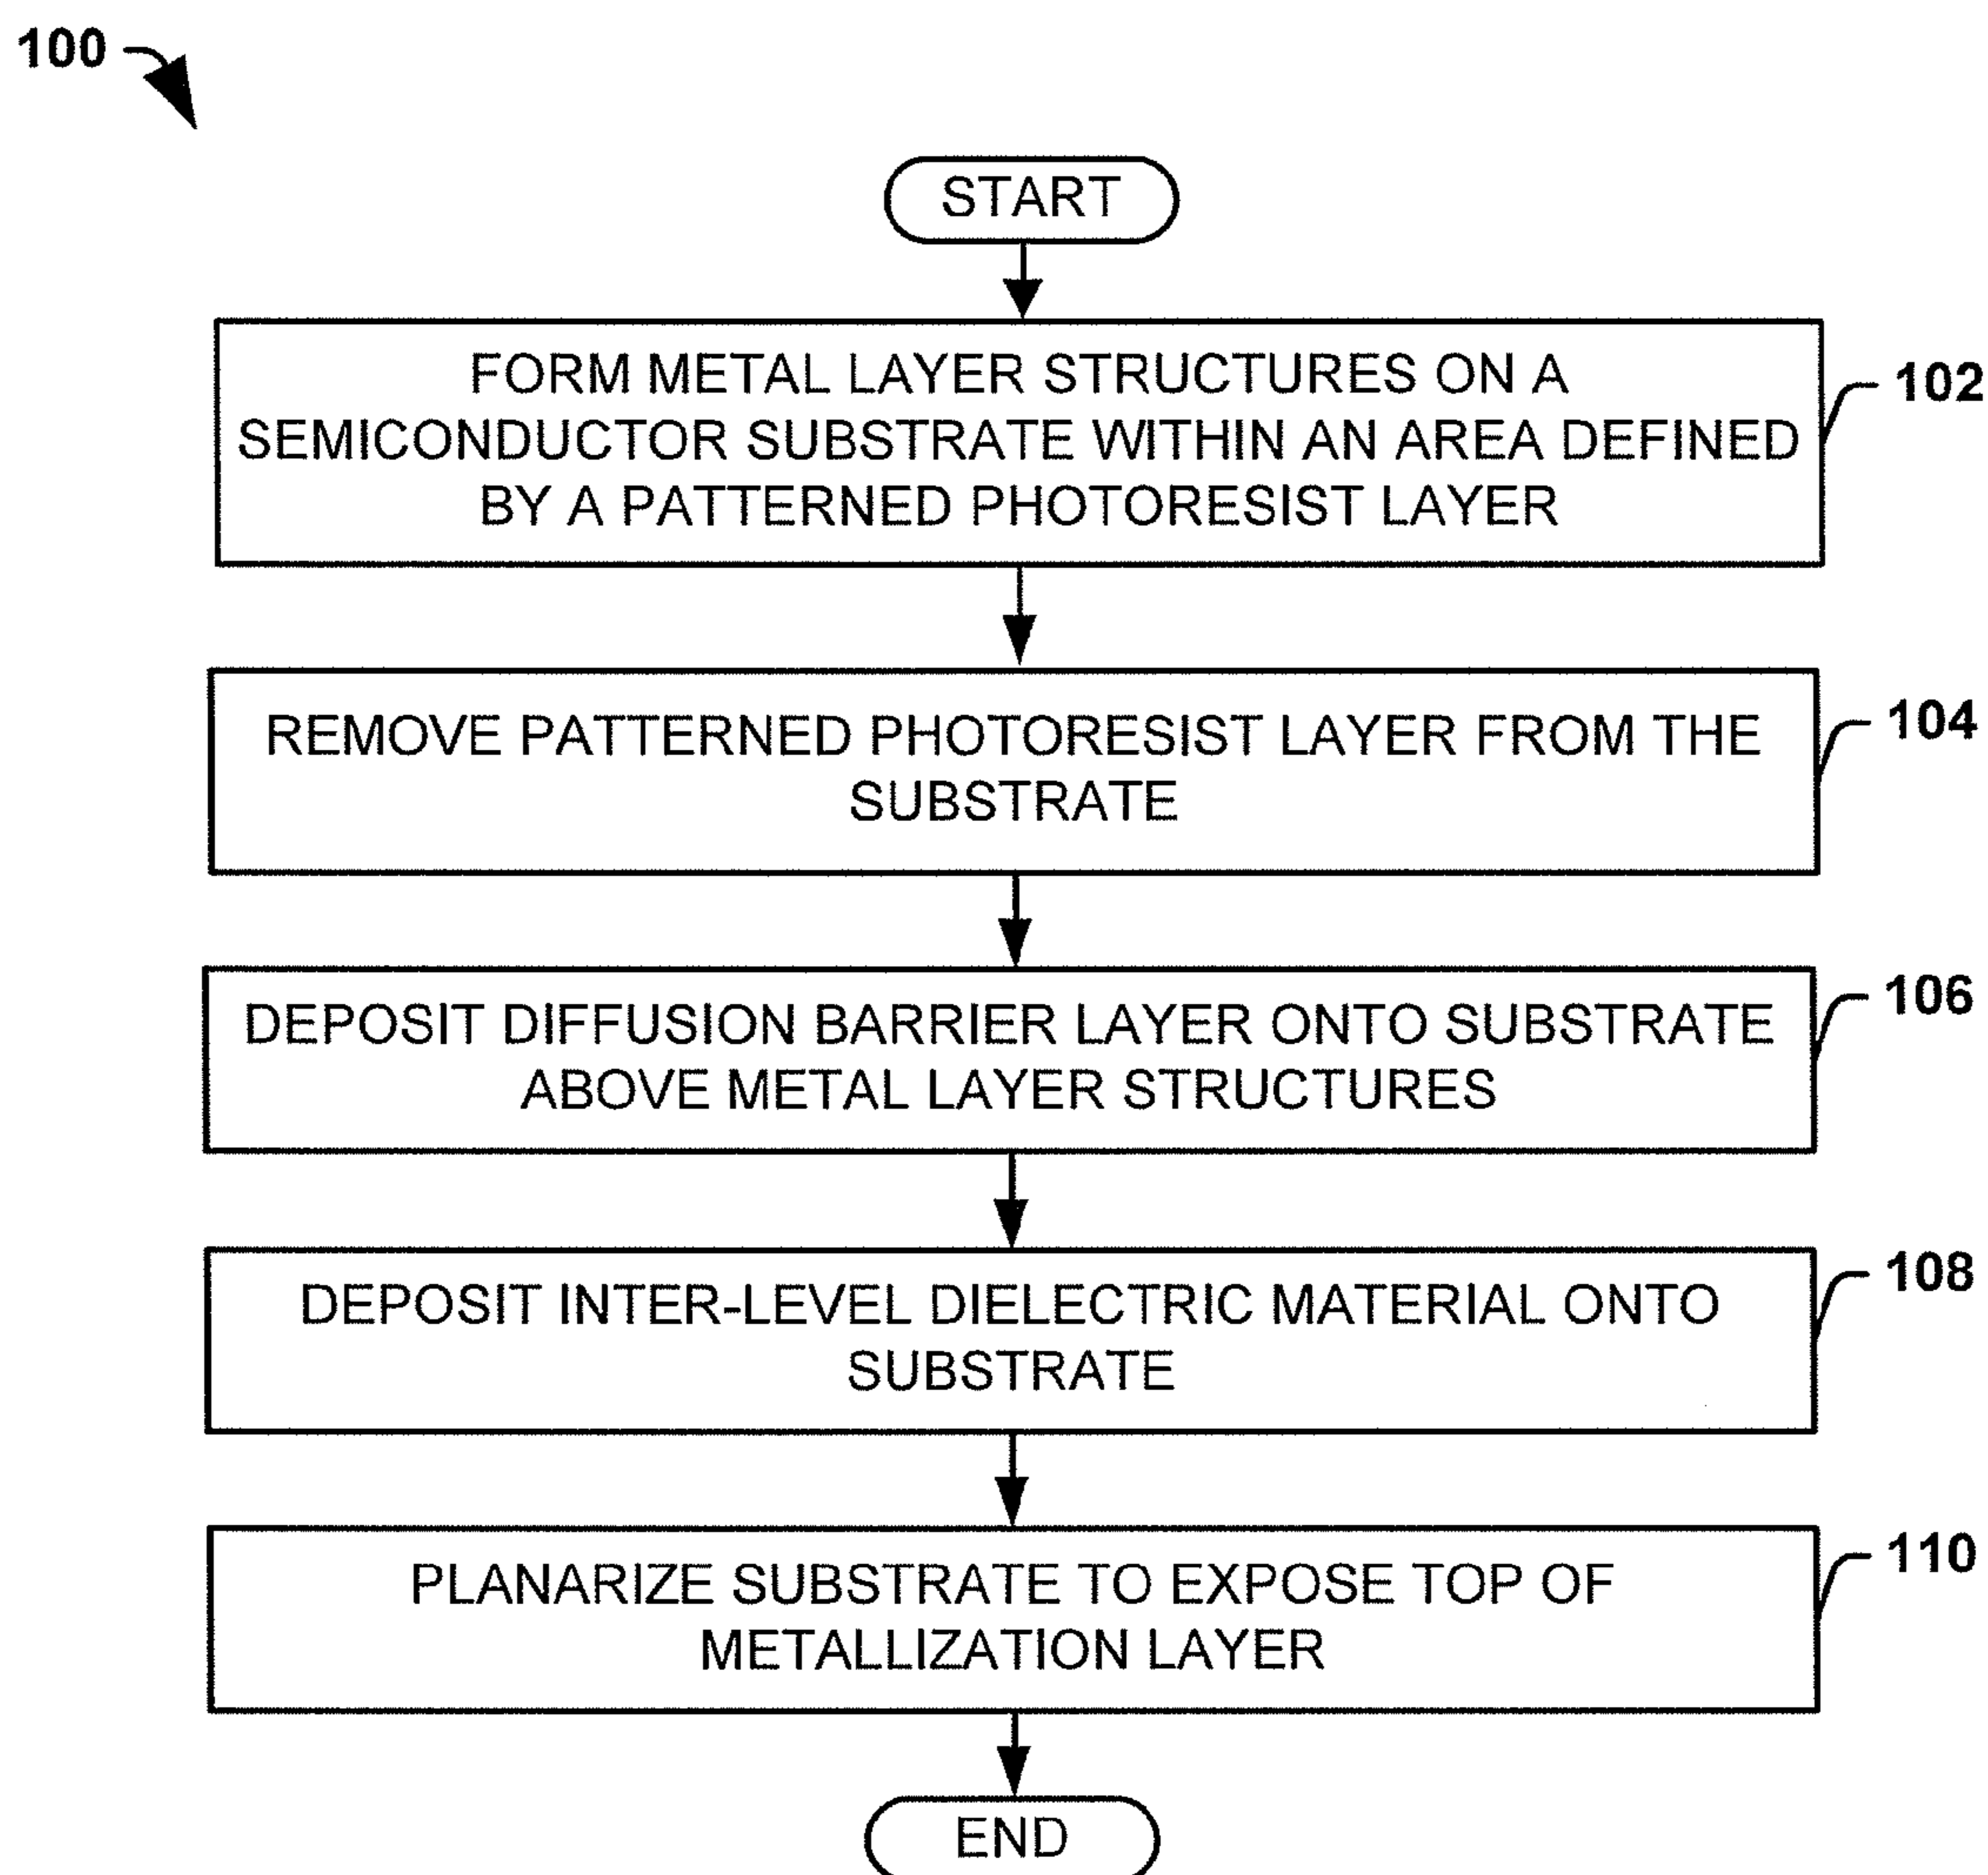 100
START
FORM METAL LAYER STRUCTURES ON A
SEMICONDUCTOR SUBSTRATE WITHIN AN AREA DEFINED
BY A PATTERNED PHOTORESIST LAYER
102
REMOVE PATTERNED PHOTORESIST LAYER FROM THE
SUBSTRATE
104
DEPOSIT DIFFUSION BARRIER LAYER ONTO SUBSTRATE
ABOVE METAL LAYER STRUCTURES
106
DEPOSIT INTER-LEVEL DIELECTRIC MATERIAL ONTO
SUBSTRATE
108
PLANARIZE SUBSTRATE TO EXPOSE TOP OF
METALLIZATION LAYER
110
END